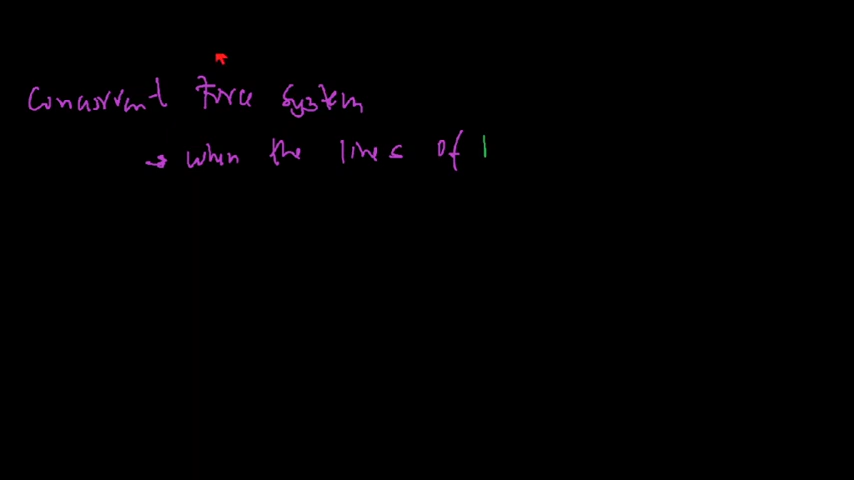 Concurrent Force System
→ when the lines of